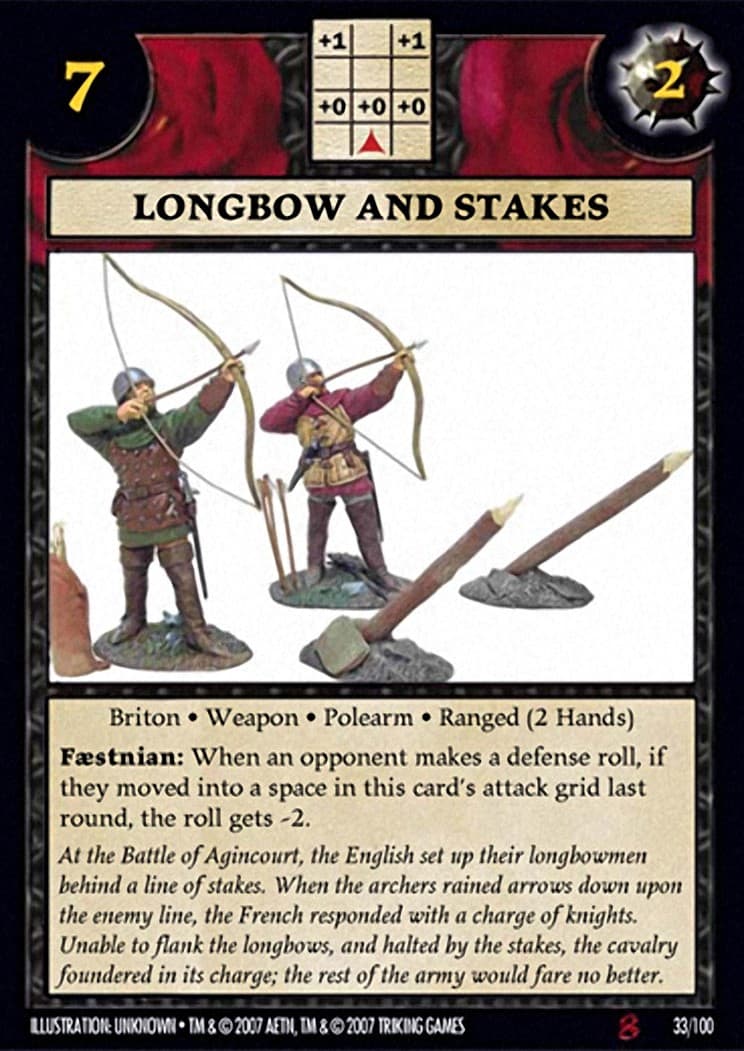 7
+1 +1
+0 +0 +0
2
LONGBOW AND STAKES
Briton • Weapon • Polearm • Ranged (2 Hands)
Fæstnian: When an opponent makes a defense roll, if
they moved into a space in this card's attack grid last
round, the roll gets -2.
At the Battle of Agincourt, the English set up their longbowmen
behind a line of stakes. When the archers rained arrows down upon
the enemy line, the French responded with a charge of knights.
Unable to flank the longbows, and halted by the stakes, the cavalry
foundered in its charge; the rest of the army would fare no better.
ILLUSTRATION: UNKNOWN • TM & © 2007 AETN, TM & © 2007 TRIKING GAMES
8 33/100